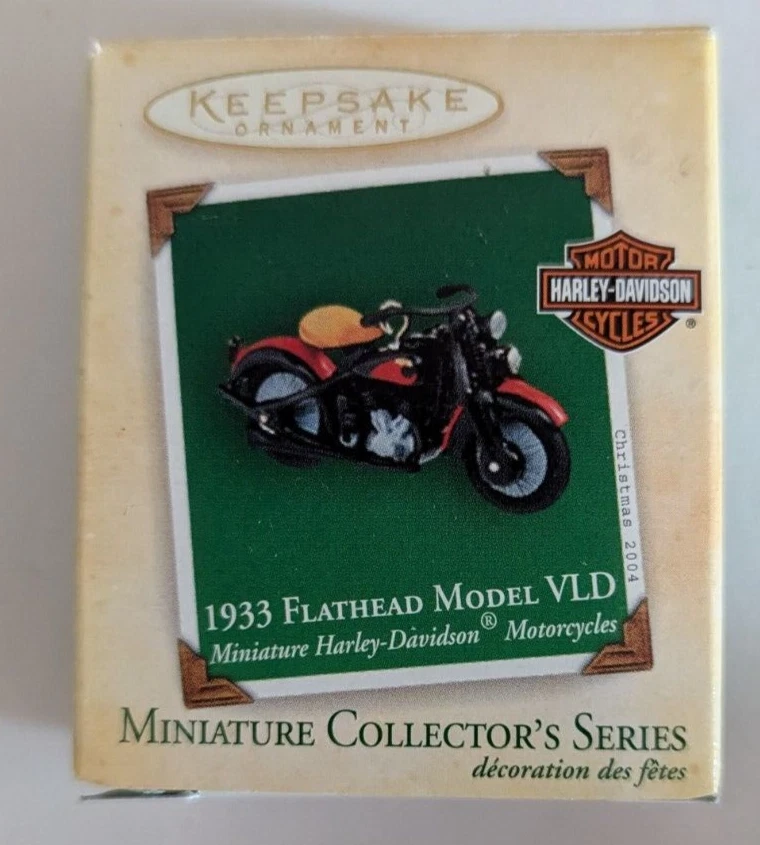 KEEPSAKE
ORNAMENT
MOTOR
HARLEY-DAVIDSON
CYCLES
®
Christmas 2004
1933 FLATHEAD MODEL VLD
Miniature Harley-Davidson® Motorcycles
MINIATURE COLLECTOR'S SERIES
décoration des fêtes